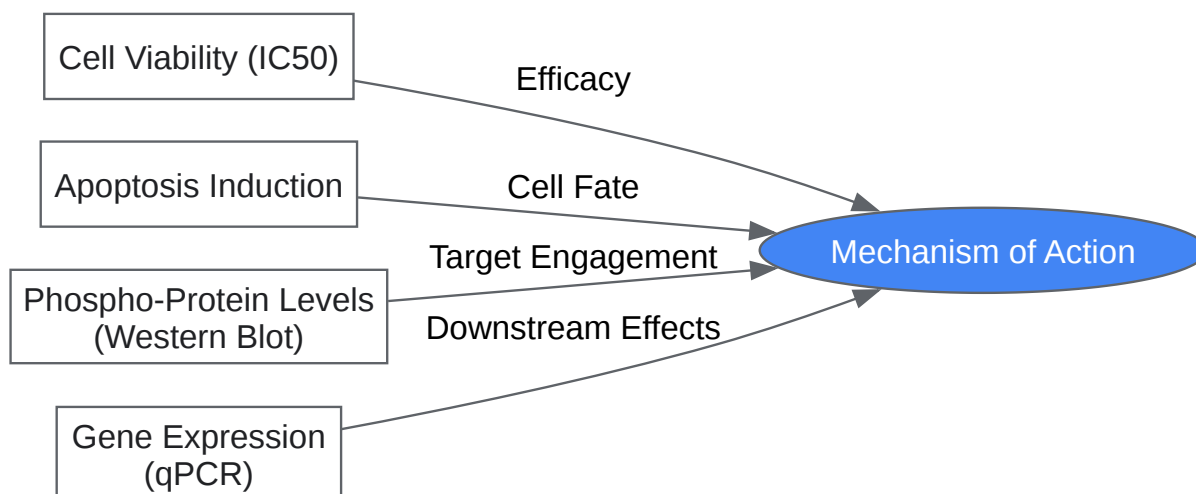 Cell Viability (IC50)
Efficacy
Apoptosis Induction
Cell Fate
Mechanism of Action
Target Engagement
Phospho-Protein Levels
(Western Blot)
Downstream Effects
Gene Expression
(qPCR)